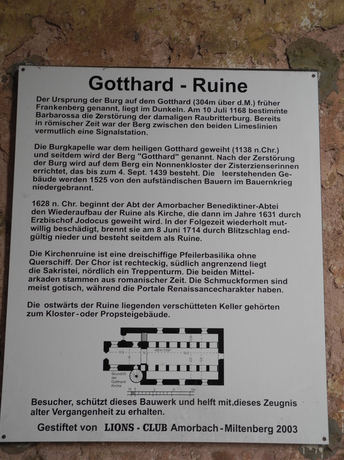 Gotthard - Ruine
Der Ursprung der Burg auf dem Gotthard (304m über d.M.) früher
Frankenberg genannt, liegt im Dunkeln. Am 10 Juli 1168 bestimmte
Barbarossa die Zerstörung der damaligen Raubritterburg. Bereits
in römischer Zeit war der Berg zwischen den beiden Limeslinien
vermutlich eine Signalstation.
Die Burgkapelle war dem heiligen Gotthard geweiht (1138 n.Chr.)
und seitdem wird der Berg "Gotthard" genannt. Nach der Zerstörung
der Burg wird auf dem Berg ein Nonnenkloster der Zisterzienserinnen
errichtet, das bis zum 4. Sept. 1439 besteht. Die leerstehenden Ge-
bäude werden 1525 von den aufständischen Bauern im Bauernkrieg
niedergebrannt.
1628 n. Chr. beginnt der Abt der Amorbacher Benediktiner-Abtei
den Wiederaufbau der Ruine als Kirche, die dann im Jahre 1631 durch
Erzbischof Jodocus geweiht wird. In der Folgezeit wiederholt mut-
willig beschädigt, brennt sie am 8 Juni 1714 durch Blitzschlag end-
gültig nieder und besteht seitdem als Ruine.
Die Kirchenruine ist eine dreischiffige Pfeilerbasilika ohne
Querschiff. Der Chor ist rechteckig, südlich angrenzend liegt
die Sakristei, nördlich ein Treppenturm. Die beiden Mittel-
arkaden stammen aus romanischer Zeit. Die Schmuckformen sind
meist gotisch, während die Portale Renaissancecharakter haben.
Die ostwärts der Ruine liegenden verschütteten Keller gehörten
zum Kloster-oder Propsteigebäude.
Gotthard
Ruine
Besucher, schützt dieses Bauwerk und helft mit,dieses Zeugnis
alter Vergangenheit zu erhalten.
Gestiftet von LIONS - CLUB Amorbach-Miltenberg 2003